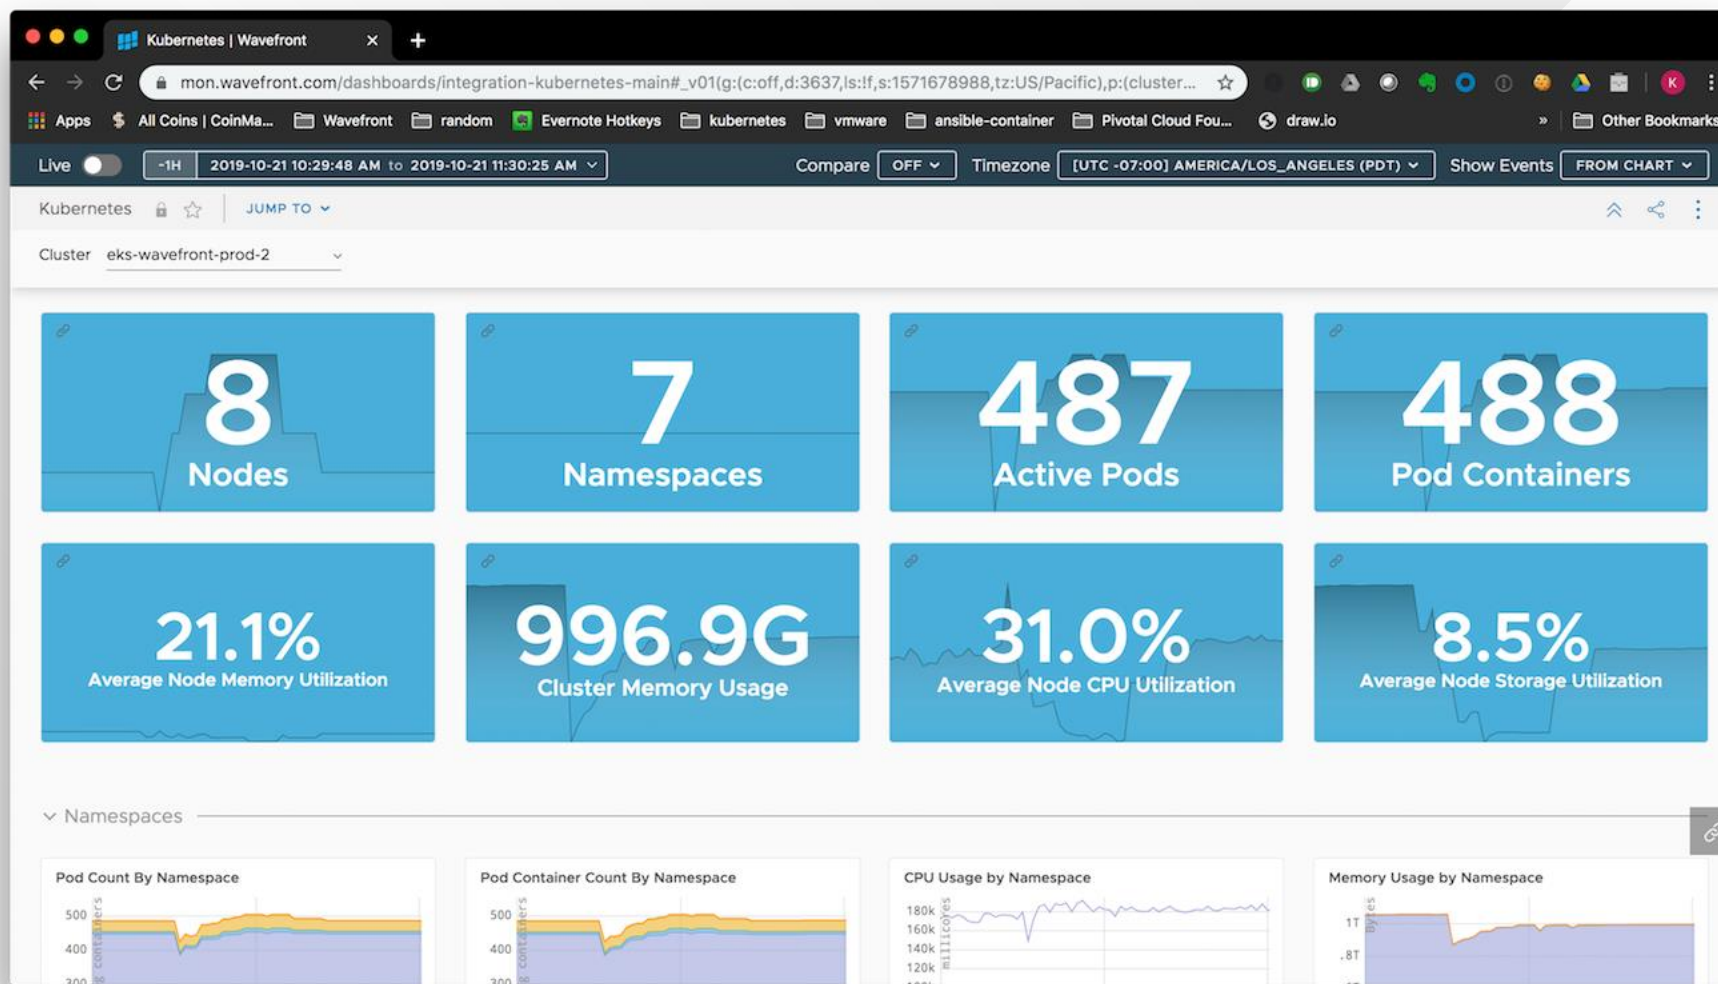 Kubernetes | Wavefront
mon.wavefront.com/dashboards/integration-kubernetes-main#_v01(g:(c:off,d:3637,ls:!f,s:1571678988,tz:US/Pacific),p:(cluster...
K
Apps $ All Coins | CoinMa... Wavefront random Evernote Hotkeys kubernetes vmware ansible-container Pivotal Cloud Fou... draw.io » Other Bookmarks
Live -1H 2019-10-21 10:29:48 AM to 2019-10-21 11:30:25 AM Compare OFF Timezone [UTC -07:00] AMERICA/LOS_ANGELES (PDT) Show Events FROM CHART
Kubernetes JUMP TO
Cluster eks-wavefront-prod-2
8
Nodes
7
Namespaces
487
Active Pods
488
Pod Containers
21.1%
Average Node Memory Utilization
996.9G
Cluster Memory Usage
31.0%
Average Node CPU Utilization
8.5%
Average Node Storage Utilization
Namespaces
Pod Count By Namespace
500
400
300
g containers
Pod Container Count By Namespace
500
400
300
g containers
CPU Usage by Namespace
180k
160k
140k
120k
millicores
Memory Usage by Namespace
1T
.8T
Bytes